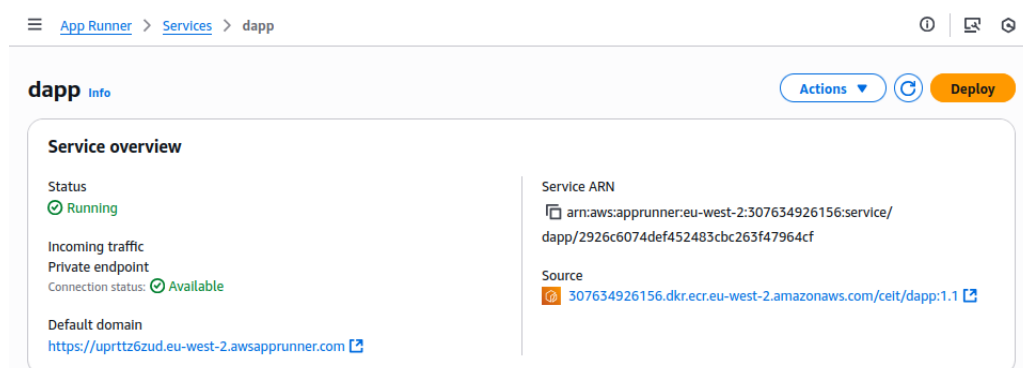 App Runner > Services > dapp
dapp Info
Actions
Deploy
Service overview
Status
Running
Incoming traffic
Private endpoint
Connection status: Available
Default domain
https://uprttz6zud.eu-west-2.awsapprunner.com
Service ARN
arn:aws:apprunner:eu-west-2:307634926156:service/
dapp/2926c6074def452483cbc263f47964cf
Source
307634926156.dkr.ecr.eu-west-2.amazonaws.com/ceit/dapp:1.1